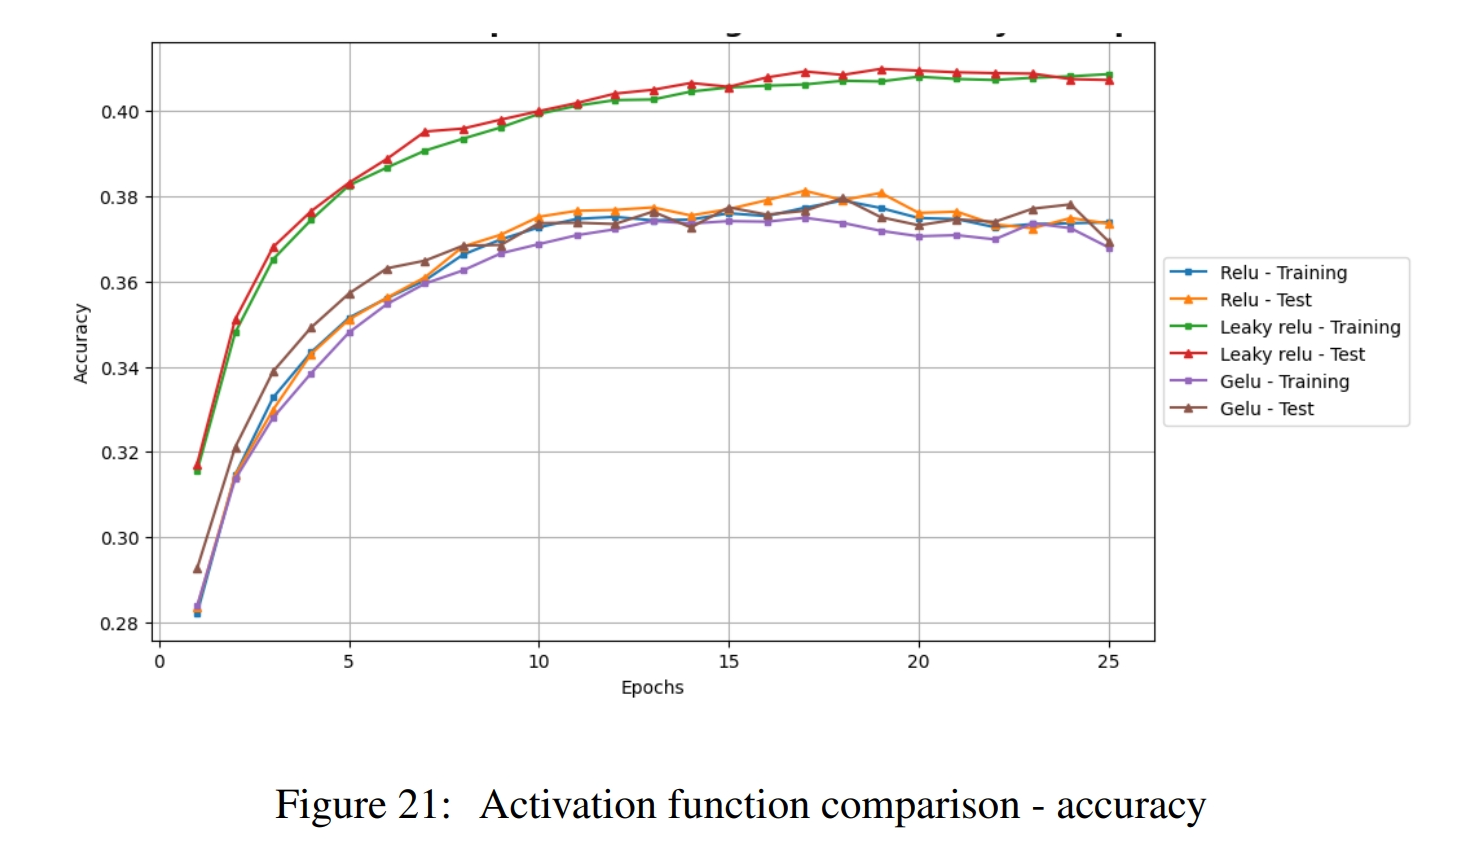 0.40
0.38
0.36
0.34
0.32
0.30
0.28
Accuracy
0 5 10 15 20 25
Epochs
Relu - Training
Relu - Test
Leaky relu - Training
Leaky relu - Test
Gelu - Training
Gelu - Test
Figure 21: Activation function comparison - accuracy